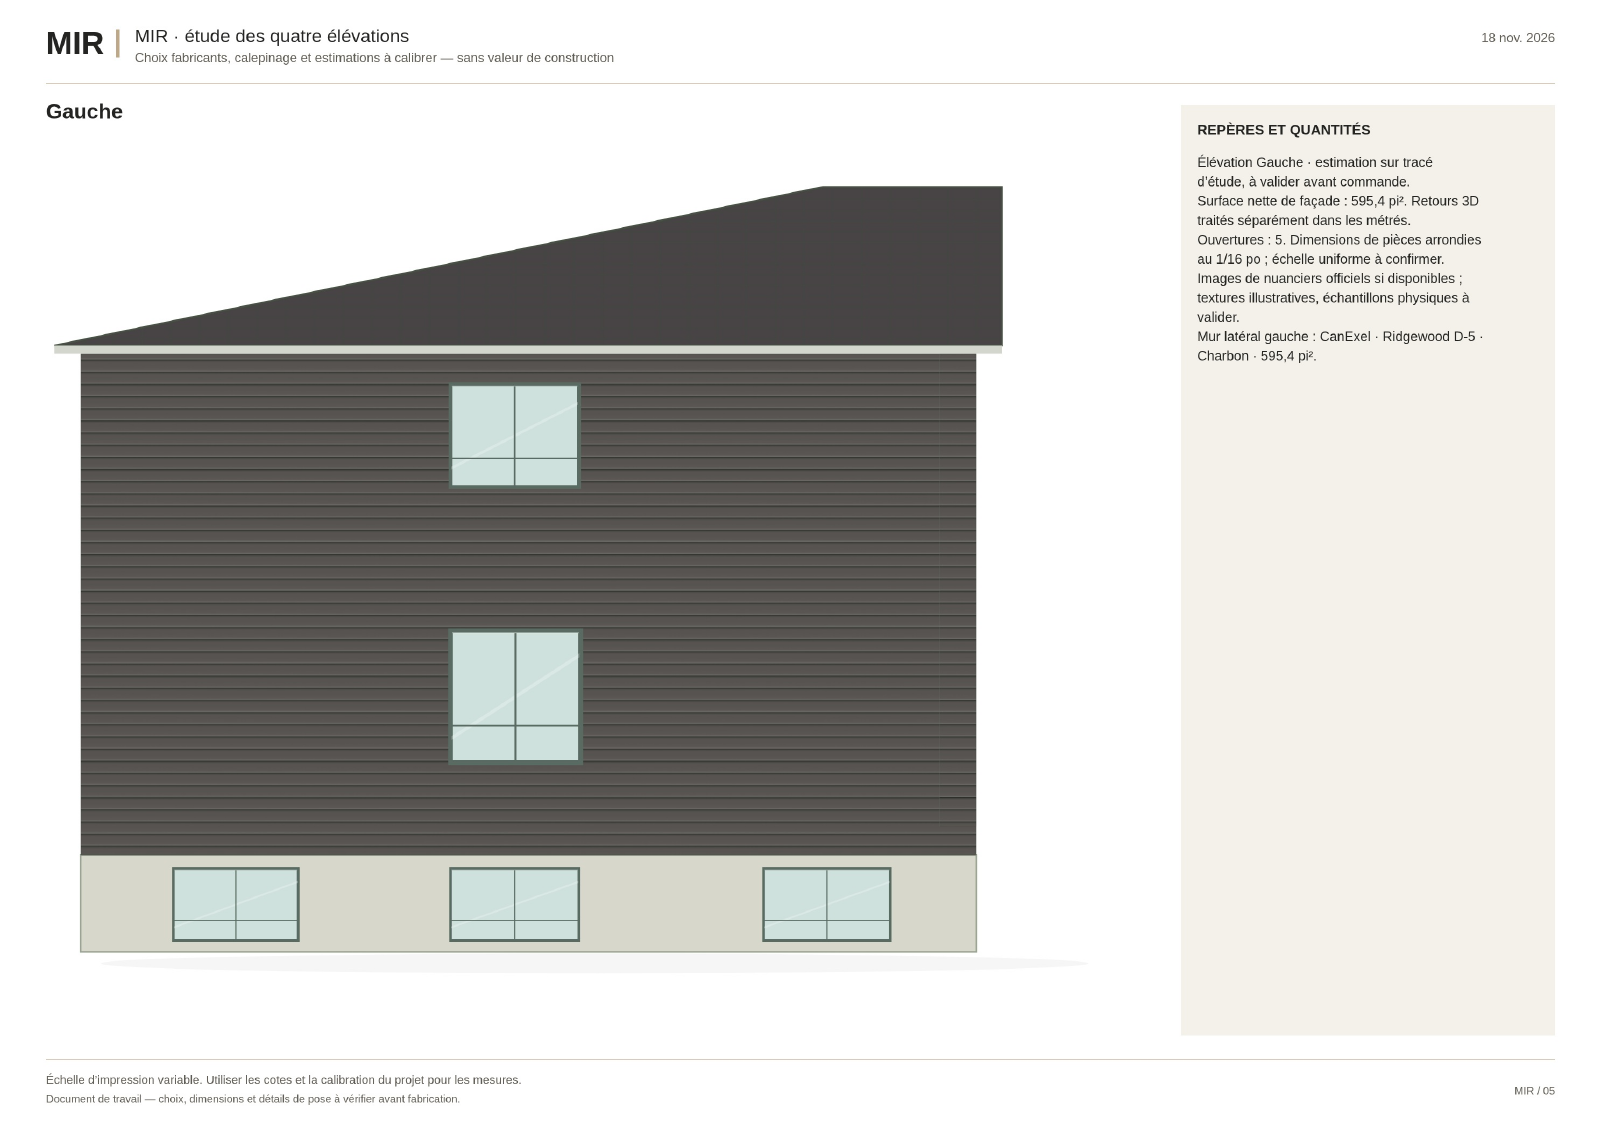 MIR
MIR · étude des quatre élévations
Choix fabricants, calepinage et estimations à calibrer — sans valeur de construction
18 nov. 2026
Gauche
REPÈRES ET QUANTITÉS
Élévation Gauche · estimation sur tracé
d’étude, à valider avant commande.
Surface nette de façade : 595,4 pi². Retours 3D
traités séparément dans les métrés.
Ouvertures : 5. Dimensions de pièces arrondies
au 1/16 po ; échelle uniforme à confirmer.
Images de nuanciers officiels si disponibles ;
textures illustratives, échantillons physiques à
valider.
Mur latéral gauche : CanExel · Ridgewood D-5 ·
Charbon · 595,4 pi².
Échelle d’impression variable. Utiliser les cotes et la calibration du projet pour les mesures.
Document de travail — choix, dimensions et détails de pose à vérifier avant fabrication.
MIR / 05